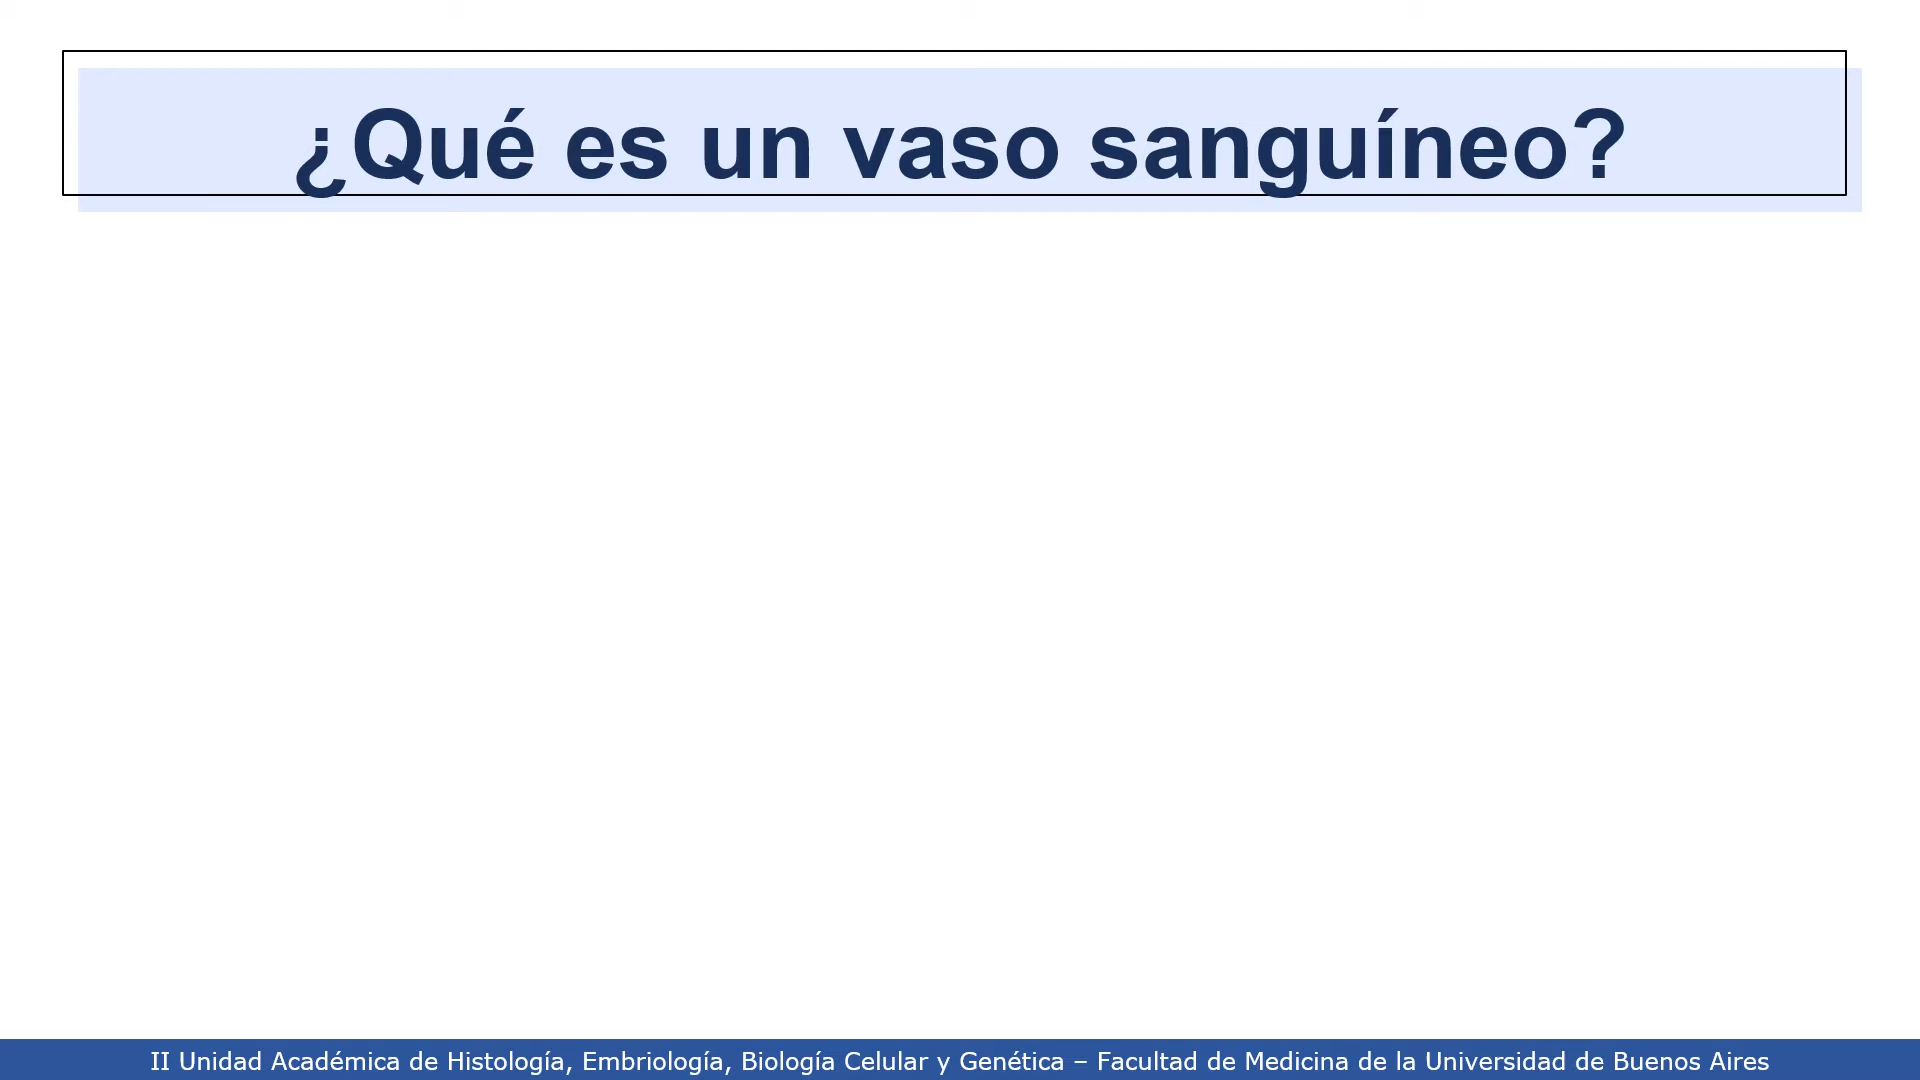 ¿Qué es un vaso sanguíneo?
II Unidad Académica de Histología, Embriología, Biología Celular y Genética – Facultad de Medicina de la Universidad de Buenos Aires